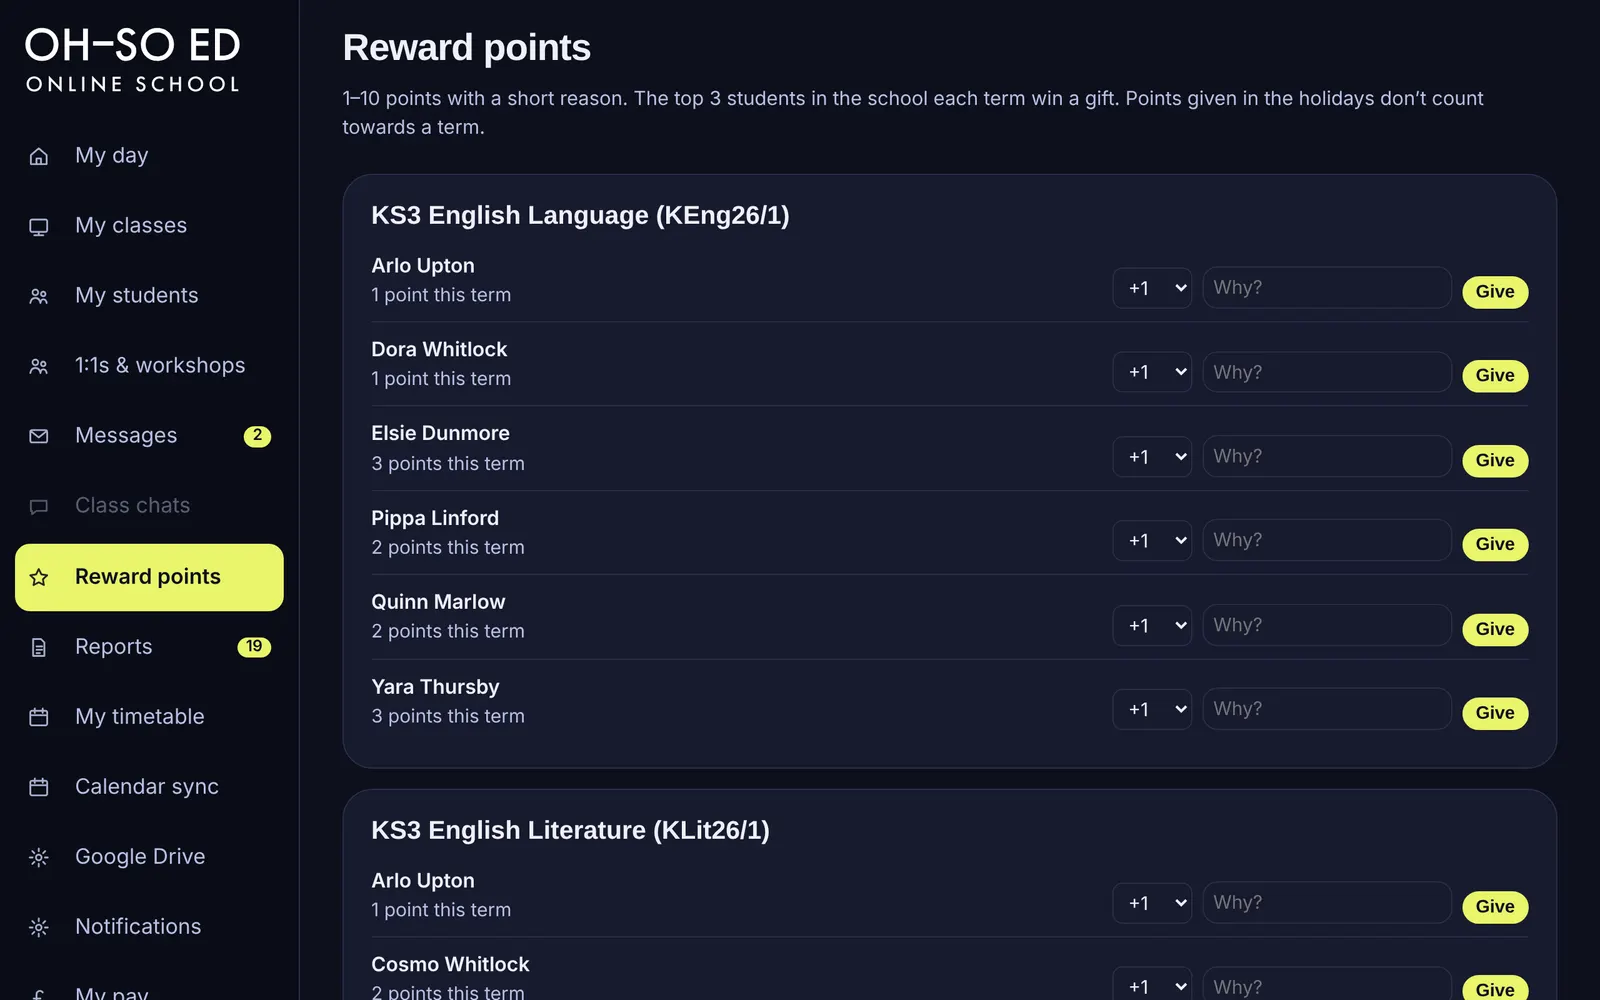 OH–SO ED
ONLINE SCHOOL
My day
My classes
My students
1:1s & workshops
Messages 2
Class chats
Reward points
Reports 19
My timetable
Calendar sync
Google Drive
Notifications
My pay
Reward points
1–10 points with a short reason. The top 3 students in the school each term win a gift. Points given in the holidays don’t count
towards a term.
KS3 English Language (KEng26/1)
Arlo Upton
1 point this term
+1 Why? Give
Dora Whitlock
1 point this term
+1 Why? Give
Elsie Dunmore
3 points this term
+1 Why? Give
Pippa Linford
2 points this term
+1 Why? Give
Quinn Marlow
2 points this term
+1 Why? Give
Yara Thursby
3 points this term
+1 Why? Give
KS3 English Literature (KLit26/1)
Arlo Upton
1 point this term
+1 Why? Give
Cosmo Whitlock
2 points this term
+1 Why? Give